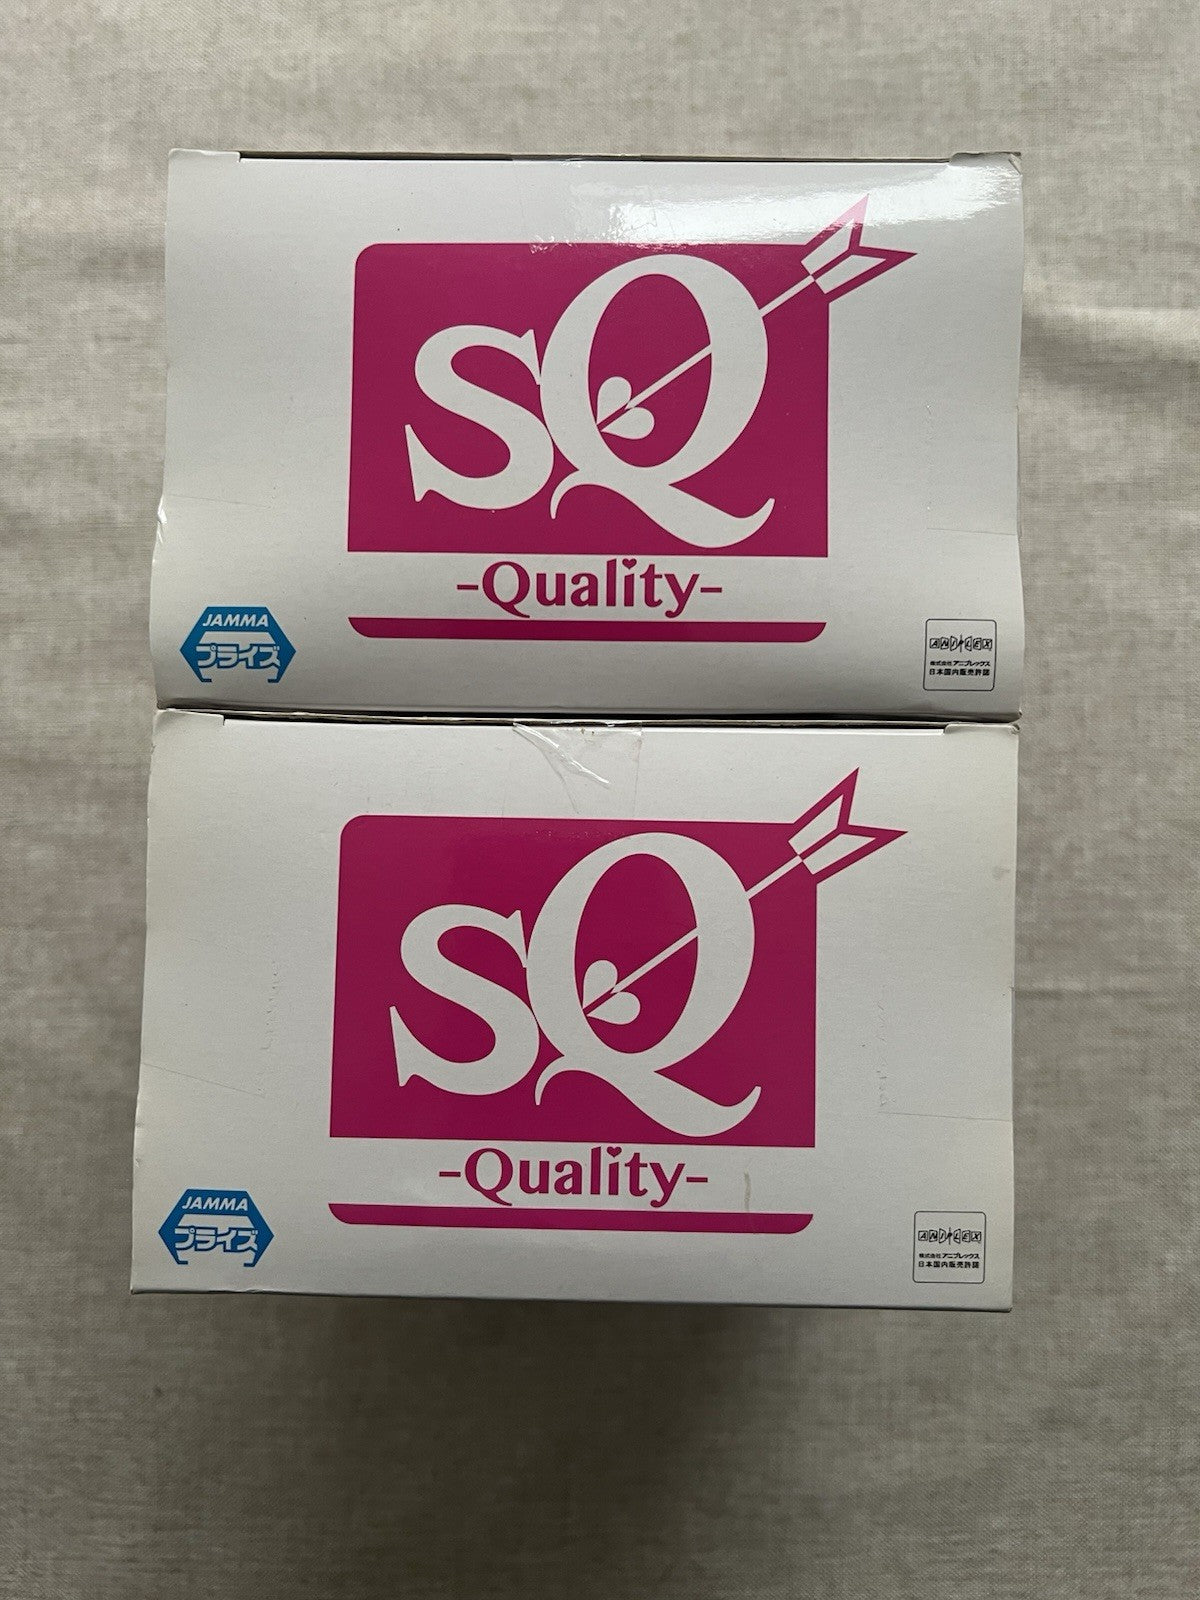 SQ
-Quality-
JAMMA
プライズ
ANIPLEX
株式会社アニプレックス
日本国内販売許諾
SQ
-Quality-
JAMMA
プライズ
ANIPLEX
株式会社アニプレックス
日本国内販売許諾